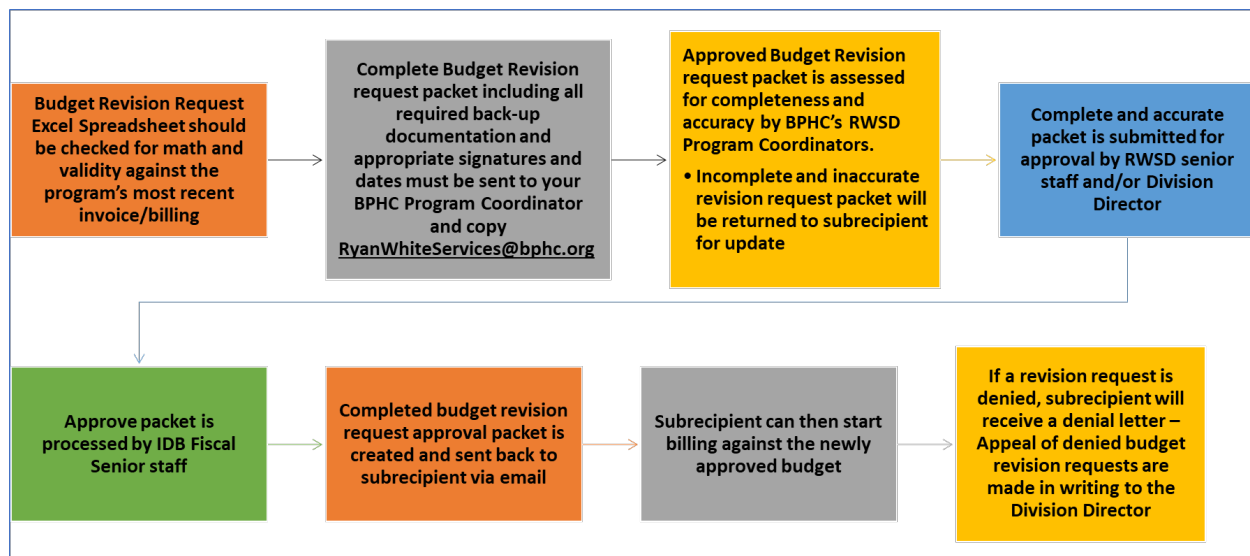 Budget Revision Request
Excel Spreadsheet should
be checked for math and
validity against the
program's most recent
invoice/billing
Complete Budget Revision
request packet including all
required back-up
documentation and
appropriate signatures and
dates must be sent to your
BPHC Program Coordinator
and copy
RyanWhiteServices@bphc.org
Approved Budget Revision
request packet is assessed
for completeness and
accuracy by BPHC's RWSD
Program Coordinators.
• Incomplete and inaccurate
revision request packet will
be returned to subrecipient
for update
Complete and accurate
packet is submitted for
approval by RWSD senior
staff and/or Division
Director
Approve packet is
processed by IDB Fiscal
Senior staff
Completed budget revision
request approval packet is
created and sent back to
subrecipient via email
Subrecipient can then start
billing against the newly
approved budget
If a revision request is
denied, subrecipient will
receive a denial letter –
Appeal of denied budget
revision requests are
made in writing to the
Division Director